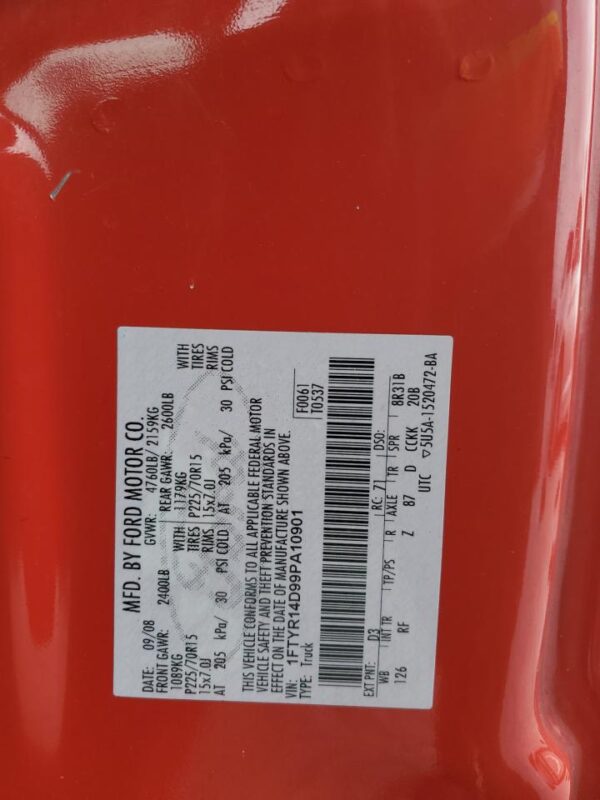 MFD. BY FORD MOTOR CO.
DATE: 09/08 GVWR: 4760LB/ 2159KG
FRONT GAWR: 2400LB REAR GAWR: 2600LB
1089KG WITH 1179KG WITH
P225/70R15 TIRES P225/70R15 TIRES
15x7.0J RIMS 15x7.0J RIMS
AT 205 kPa/ 30 PSI COLD AT 205 kPa/ 30 PSI COLD
THIS VEHICLE CONFORMS TO ALL APPLICABLE FEDERAL MOTOR
VEHICLE SAFETY AND THEFT PREVENTION STANDARDS IN
EFFECT ON THE DATE OF MANUFACTURE SHOWN ABOVE.
VIN: 1FTYR14D99PA10901
TYPE: Truck
F0061
T0537
EXT PNT: D3 RC: 71 DSO:
WB INT TR TP/PS R AXLE TR SPR
126 RF Z 87 D CCKK 8R31B
20B
UTC ▽5U5A-1520472-BA